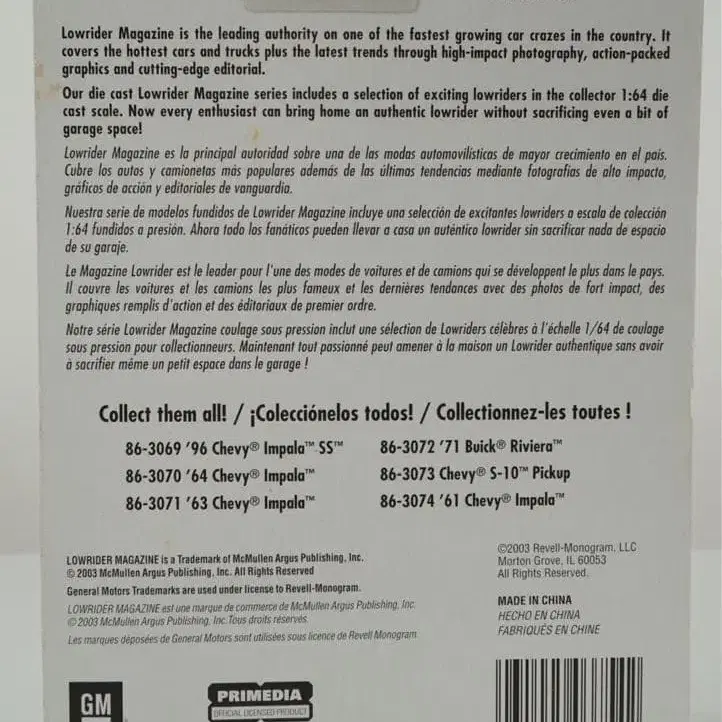 Lowrider Magazine is the leading authority on one of the fastest growing car crazes in the country. It
covers the hottest cars and trucks plus the latest trends through high-impact photography, action-packed
graphics and cutting-edge editorial.
Our die cast Lowrider Magazine series includes a selection of exciting lowriders in the collector 1:64 die
cast scale. Now every enthusiast can bring home an authentic lowrider without sacrificing even a bit of
garage space!
Lowrider Magazine es la principal autoridad sobre una de las modas automovilísticas de mayor crecimiento en el país.
Cubre los autos y camionetas más populares además de las últimas tendencias mediante fotografías de alto impacto,
gráficos de acción y editoriales de vanguardia.
Nuestra serie de modelos fundidos de Lowrider Magazine incluye una selección de excitantes lowriders a escala de colección
1:64 fundidos a presión. Ahora todo los fanáticos pueden llevar a casa un auténtico lowrider sin sacrificar nada de espacio
de su garaje.
Le Magazine Lowrider est le leader pour l'une des modes de voitures et de camions qui se développent le plus dans le pays.
Il couvre les voitures et les camions les plus fameux et les dernières tendances avec des photos de fort impact, des
graphiques remplis d'action et des éditoriaux de premier ordre.
Notre série Lowrider Magazine coulage sous pression inclut une sélection de Lowriders célèbres à l'échelle 1/64 de coulage
sous pression pour collectionneurs. Maintenant tout passionné peut amener à la maison un Lowrider authentique sans avoir
à sacrifier même un petit espace dans le garage !
Collect them all! / ¡Colecciónelos todos! / Collectionnez-les toutes !
86-3069 '96 Chevy® Impala™ SS™
86-3070 '64 Chevy® Impala™
86-3071 '63 Chevy® Impala™
86-3072 '71 Buick® Riviera™
86-3073 Chevy® S-10™ Pickup
86-3074 '61 Chevy® Impala™
LOWRIDER MAGAZINE is a Trademark of McMullen Argus Publishing, Inc.
© 2003 McMullen Argus Publishing, Inc. All Rights Reserved
General Motors Trademarks are used under license to Revell-Monogram.
LOWRIDER MAGAZINE est une marque de commerce de McMullen Argus Publishing, Inc.
© 2003 McMullen Argus Publishing, Inc. Tous droits réservés
Les marques déposées de General Motors sont utilisées sous licence de Revell Monogram
©2003 Revell-Monogram, LLC
Morton Grove, IL 60053
All Rights Reserved.
MADE IN CHINA
HECHO EN CHINA
FABRIQUÉS EN CHINE
GM
PRIMEDIA
OFFICIAL LICENSED PRODUCT